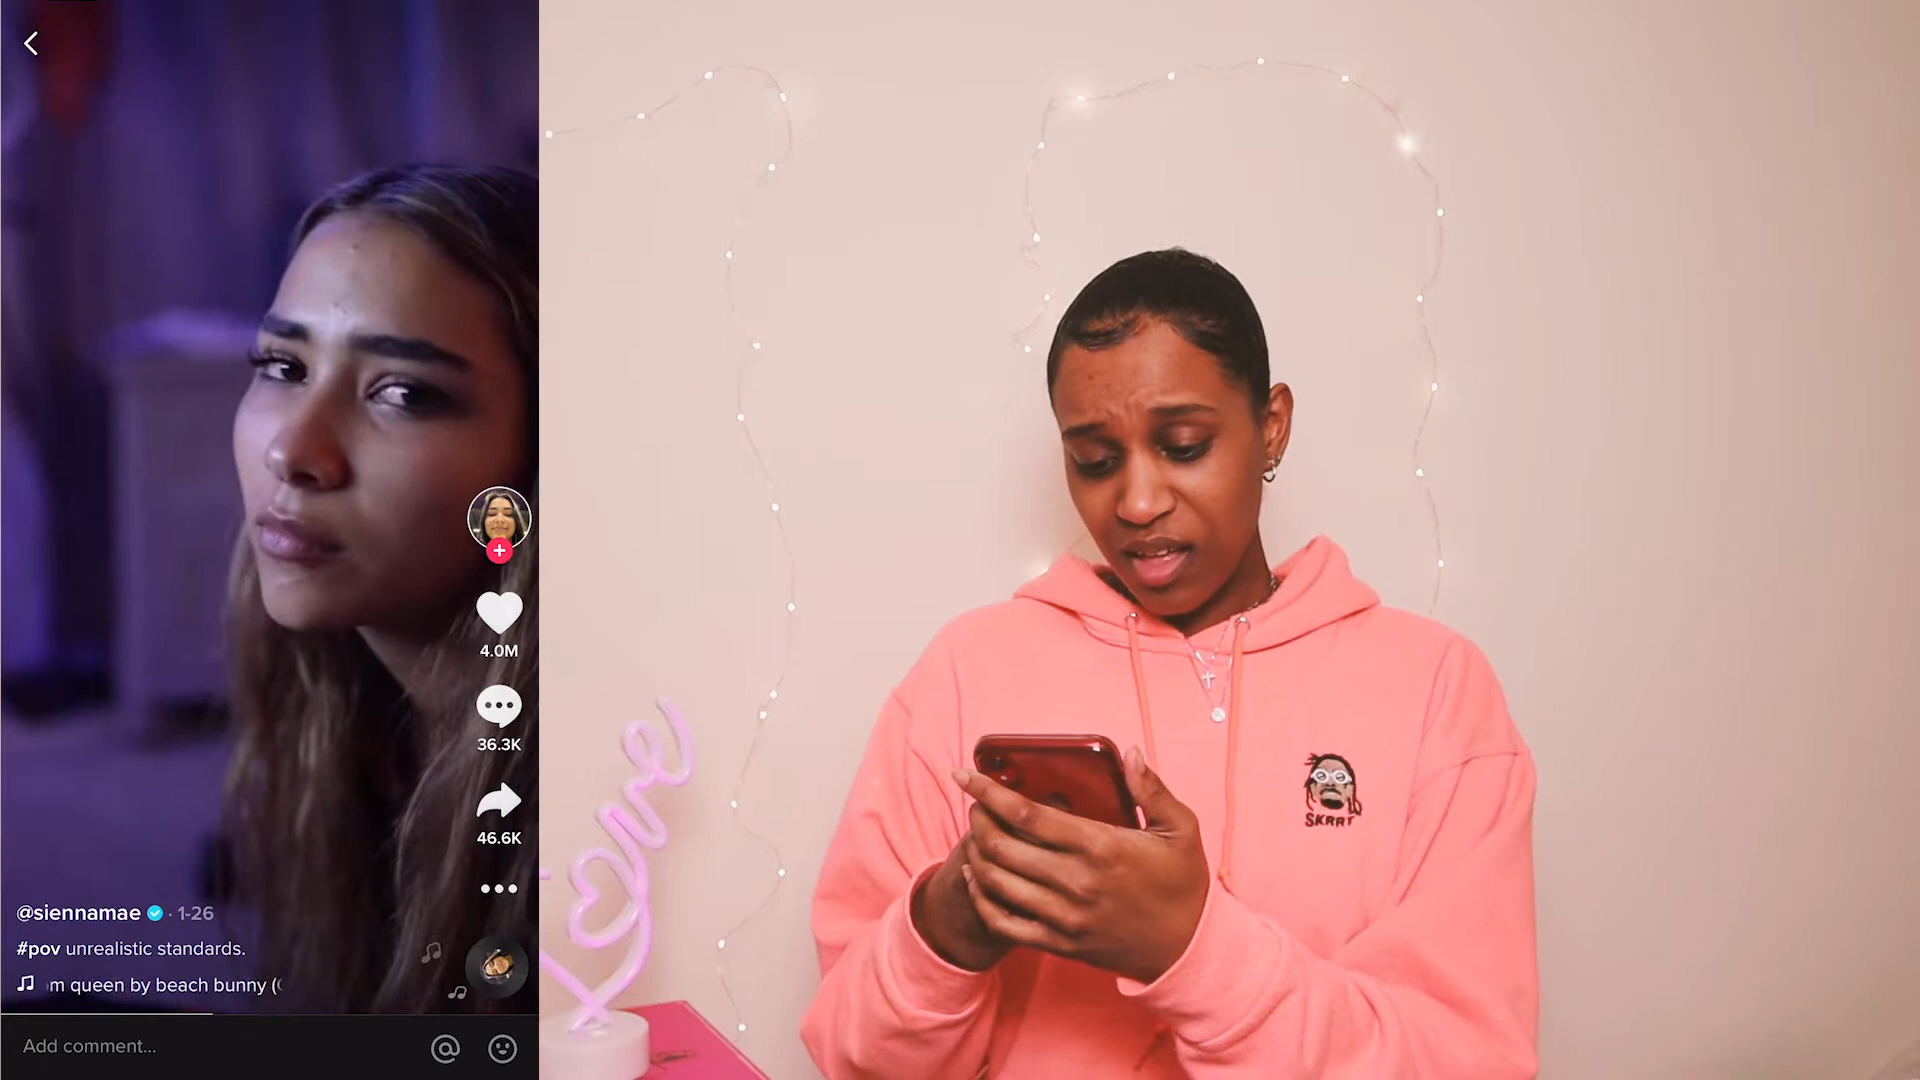 4.0M
36.3K
46.6K
@siennamae · 1-26
#pov unrealistic standards.
m queen by beach bunny (
Add comment...
love
SKRRT